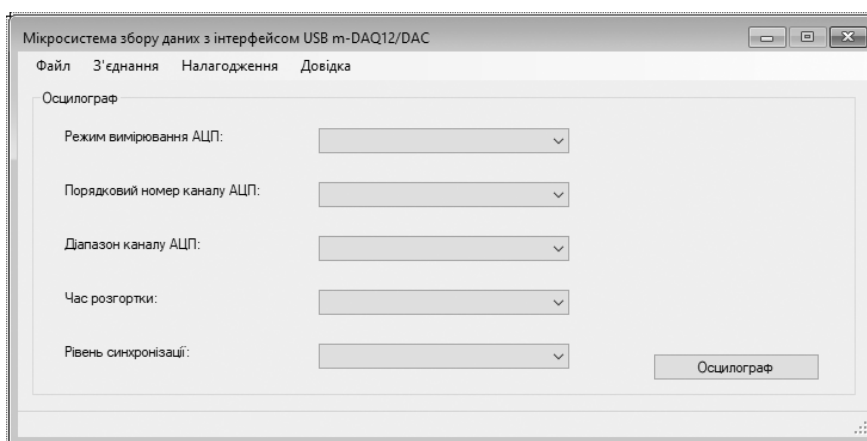 Мікросистема збору даних з інтерфейсом USB m-DAQ12/DAC
Файл З'єднання Налагодження Довідка
Осцилограф
Режим вимірювання АЦП:
Порядковий номер каналу АЦП:
Діапазон каналу АЦП:
Час розгортки:
Рівень синхронізації:
Осцилограф